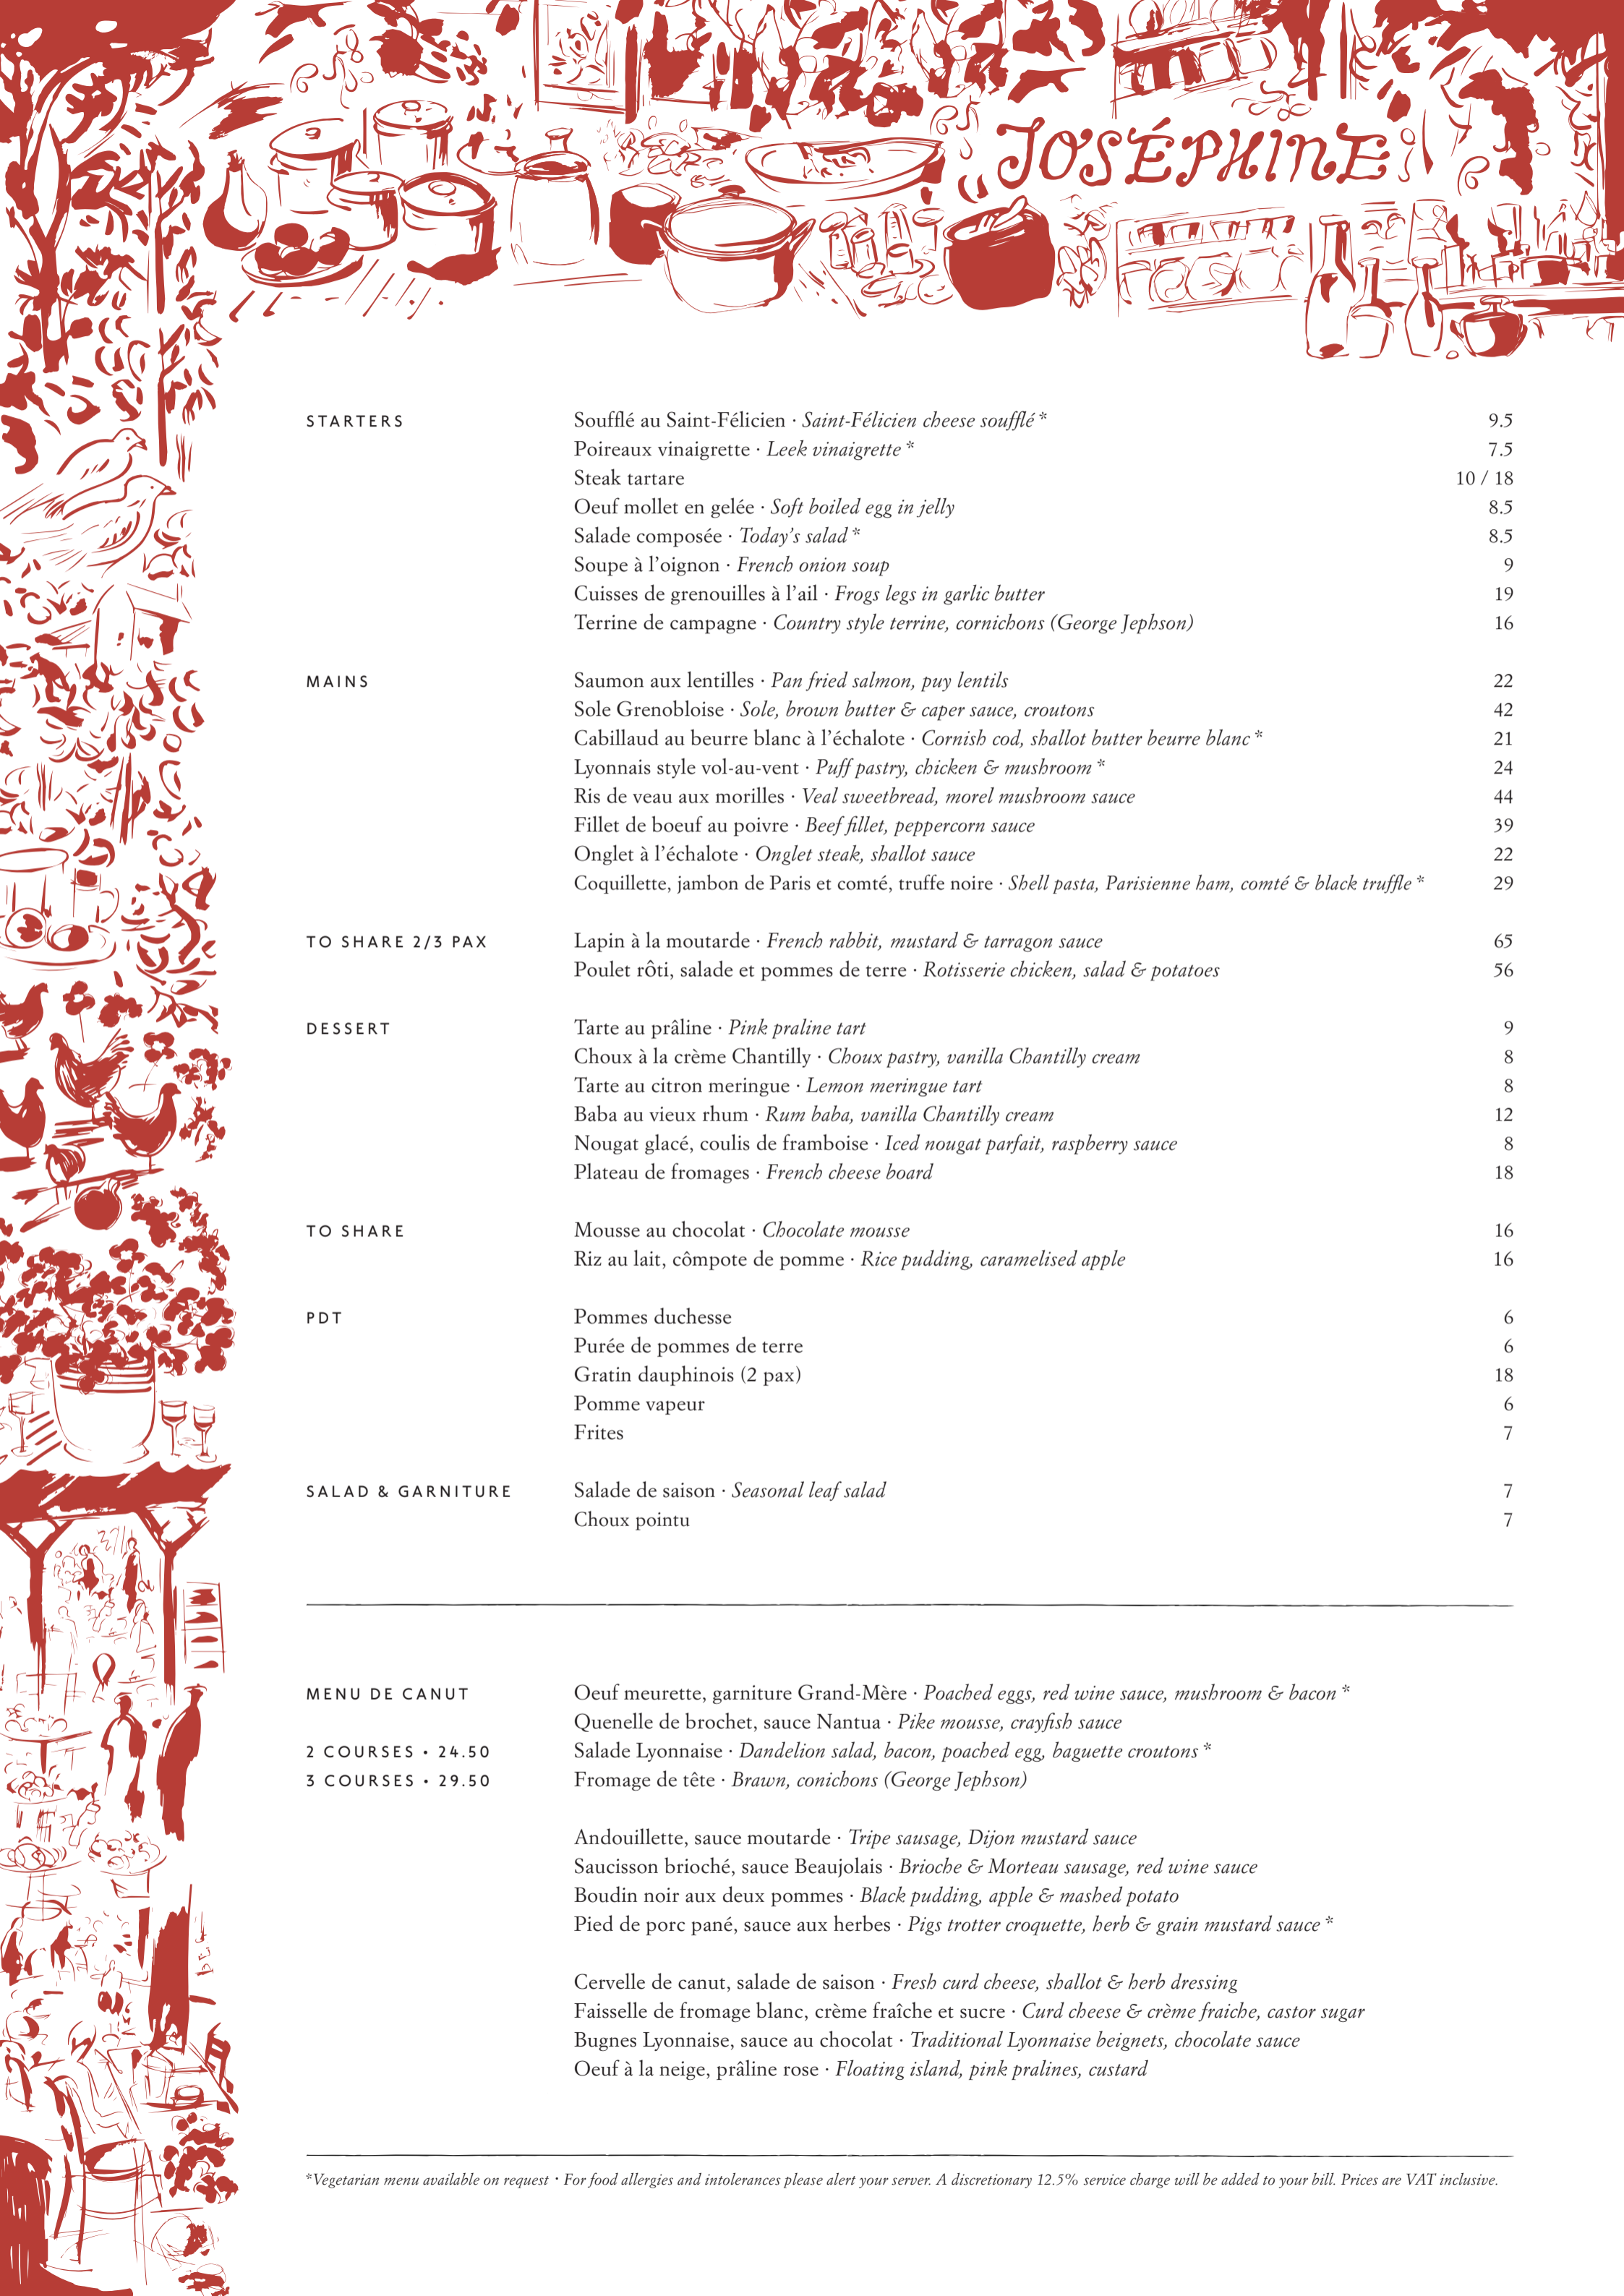 JOSÉPHINE
STARTERS
Soufflé au Saint-Félicien · Saint-Félicien cheese soufflé * 9.5
Poireaux vinaigrette · Leek vinaigrette * 7.5
Steak tartare 10 / 18
Oeuf mollet en gelée · Soft boiled egg in jelly 8.5
Salade composée · Today's salad * 8.5
Soupe à l'oignon · French onion soup 9
Cuisses de grenouilles à l'ail · Frogs legs in garlic butter 19
Terrine de campagne · Country style terrine, cornichons (George Jephson) 16
MAINS
Saumon aux lentilles · Pan fried salmon, puy lentils 22
Sole Grenobloise · Sole, brown butter & caper sauce, croutons 42
Cabillaud au beurre blanc à l'échalote · Cornish cod, shallot butter beurre blanc * 21
Lyonnais style vol-au-vent · Puff pastry, chicken & mushroom * 24
Ris de veau aux morilles · Veal sweetbread, morel mushroom sauce 44
Fillet de boeuf au poivre · Beef fillet, peppercorn sauce 39
Onglet à l'échalote · Onglet steak, shallot sauce 22
Coquillette, jambon de Paris et comté, truffe noire · Shell pasta, Parisienne ham, comté & black truffle * 29
TO SHARE 2/3 PAX
Lapin à la moutarde · French rabbit, mustard & tarragon sauce 65
Poulet rôti, salade et pommes de terre · Rotisserie chicken, salad & potatoes 56
DESSERT
Tarte au prâline · Pink praline tart 9
Choux à la crème Chantilly · Choux pastry, vanilla Chantilly cream 8
Tarte au citron meringue · Lemon meringue tart 8
Baba au vieux rhum · Rum baba, vanilla Chantilly cream 12
Nougat glacé, coulis de framboise · Iced nougat parfait, raspberry sauce 8
Plateau de fromages · French cheese board 18
TO SHARE
Mousse au chocolat · Chocolate mousse 16
Riz au lait, cômpote de pomme · Rice pudding, caramelised apple 16
PDT
Pommes duchesse 6
Purée de pommes de terre 6
Gratin dauphinois (2 pax) 18
Pomme vapeur 6
Frites 7
SALAD & GARNITURE
Salade de saison · Seasonal leaf salad 7
Choux pointu 7
MENU DE CANUT
2 COURSES • 24.50
3 COURSES • 29.50
Oeuf meurette, garniture Grand-Mère · Poached eggs, red wine sauce, mushroom & bacon *
Quenelle de brochet, sauce Nantua · Pike mousse, crayfish sauce
Salade Lyonnaise · Dandelion salad, bacon, poached egg, baguette croutons *
Fromage de tête · Brawn, conichons (George Jephson)
Andouillette, sauce moutarde · Tripe sausage, Dijon mustard sauce
Saucisson brioché, sauce Beaujolais · Brioche & Morteau sausage, red wine sauce
Boudin noir aux deux pommes · Black pudding, apple & mashed potato
Pied de porc pané, sauce aux herbes · Pigs trotter croquette, herb & grain mustard sauce *
Cervelle de canut, salade de saison · Fresh curd cheese, shallot & herb dressing
Faisselle de fromage blanc, crème fraîche et sucre · Curd cheese & crème fraiche, castor sugar
Bugnes Lyonnaise, sauce au chocolat · Traditional Lyonnaise beignets, chocolate sauce
Oeuf à la neige, prâline rose · Floating island, pink pralines, custard
*Vegetarian menu available on request · For food allergies and intolerances please alert your server. A discretionary 12.5% service charge will be added to your bill. Prices are VAT inclusive.